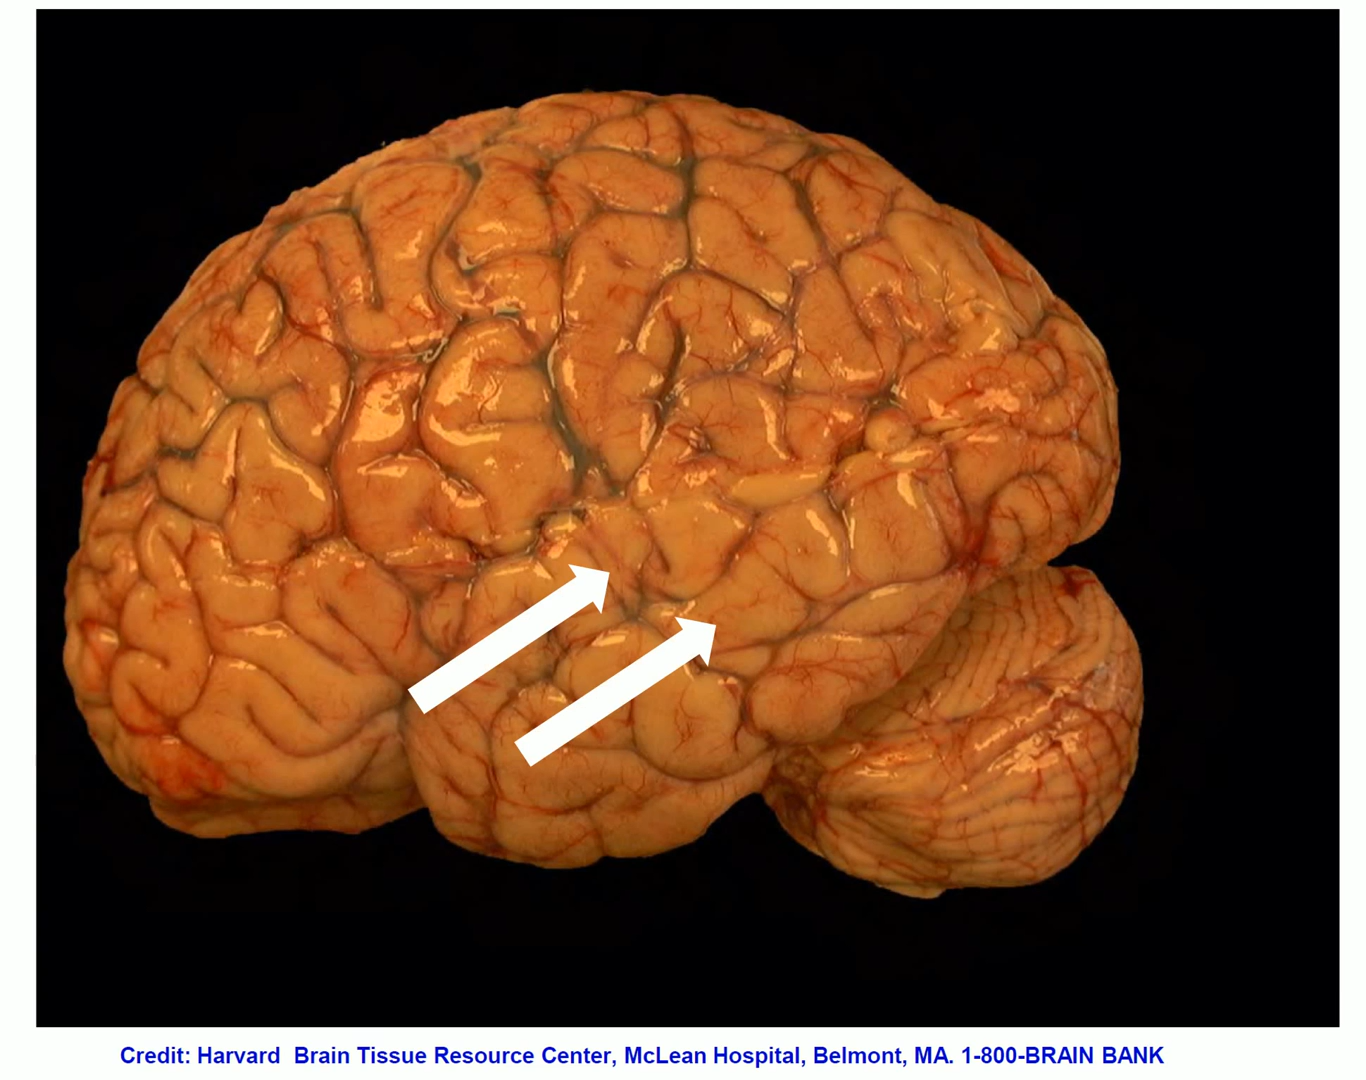 Credit: Harvard  Brain Tissue Resource Center, McLean Hospital, Belmont, MA. 1-800-BRAIN BANK